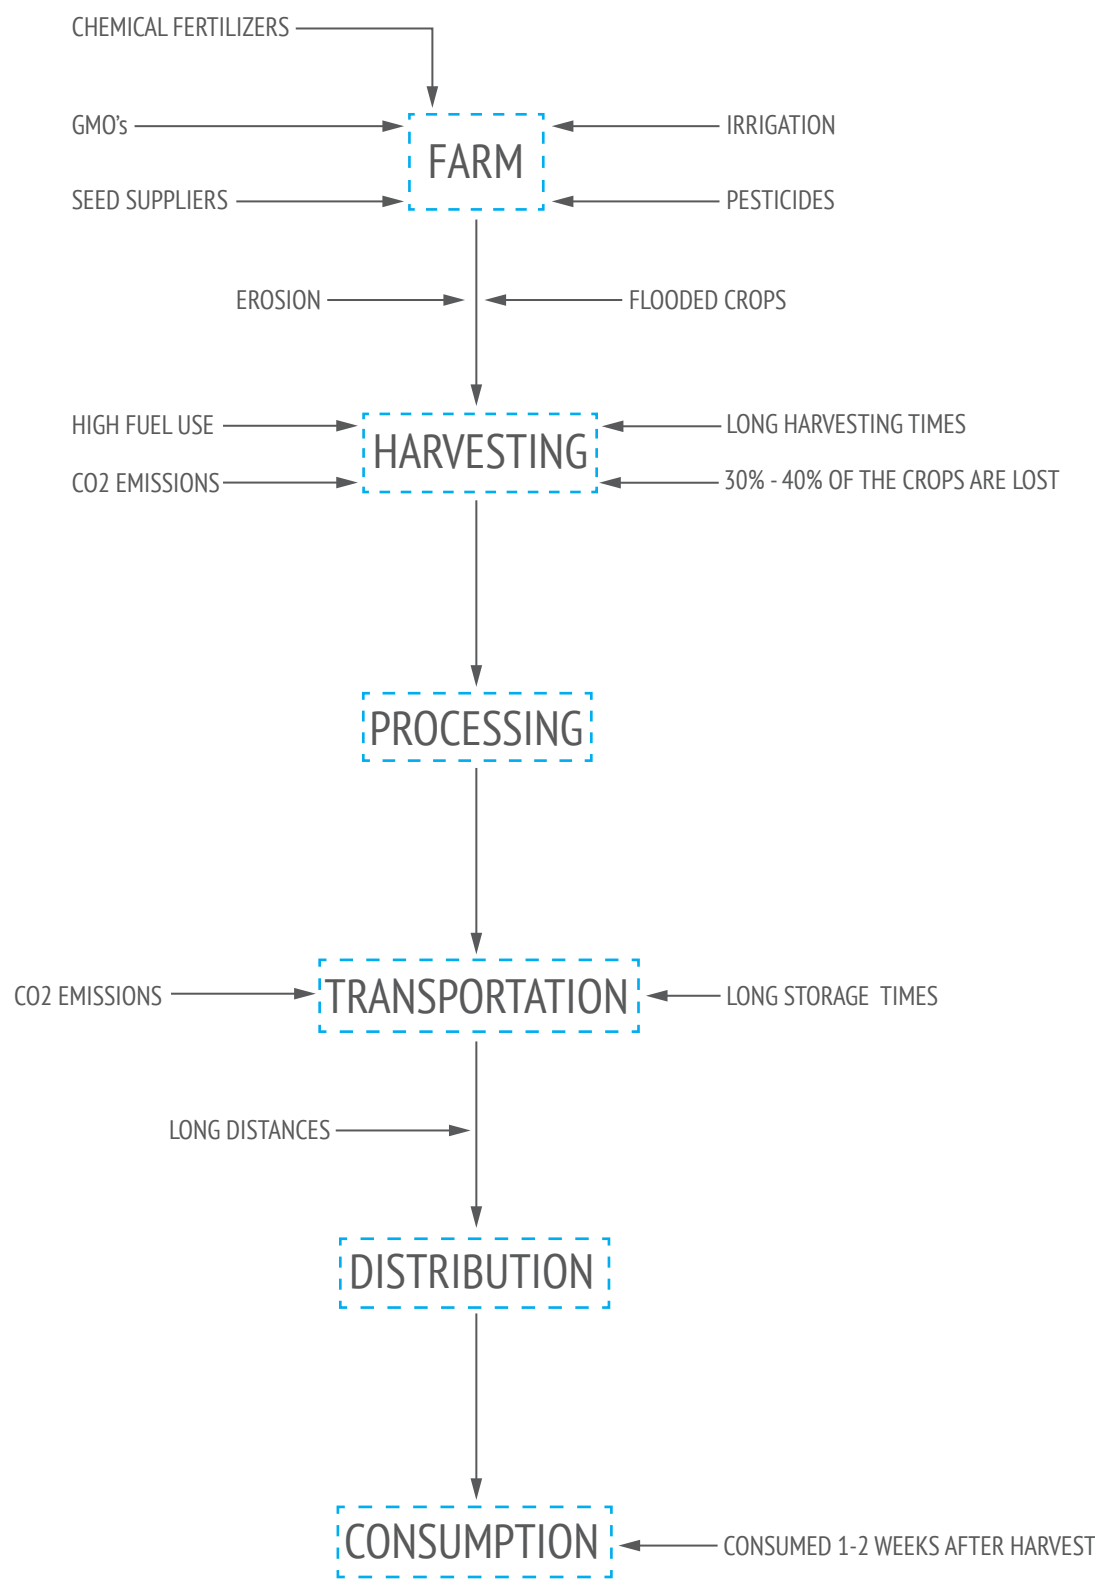 CHEMICAL FERTILIZERS
GMO's
IRRIGATION
FARM
SEED SUPPLIERS
PESTICIDES
EROSION
FLOODED CROPS
HIGH FUEL USE
LONG HARVESTING TIMES
HARVESTING
CO2 EMISSIONS
30% - 40% OF THE CROPS ARE LOST
PROCESSING
CO2 EMISSIONS
TRANSPORTATION
LONG STORAGE TIMES
LONG DISTANCES
DISTRIBUTION
CONSUMPTION
CONSUMED 1-2 WEEKS AFTER HARVEST